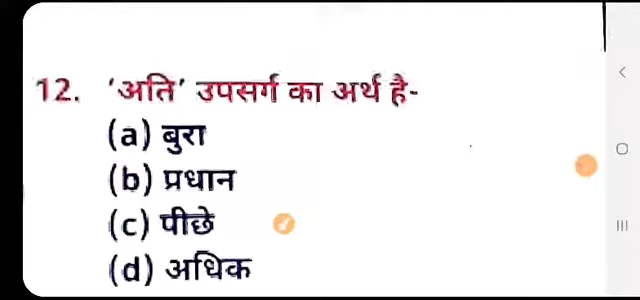 12. 'अति' उपसर्ग का अर्थ है-
(a) बुरा
(b) प्रधान
(c) पीछे
(d) अधिक